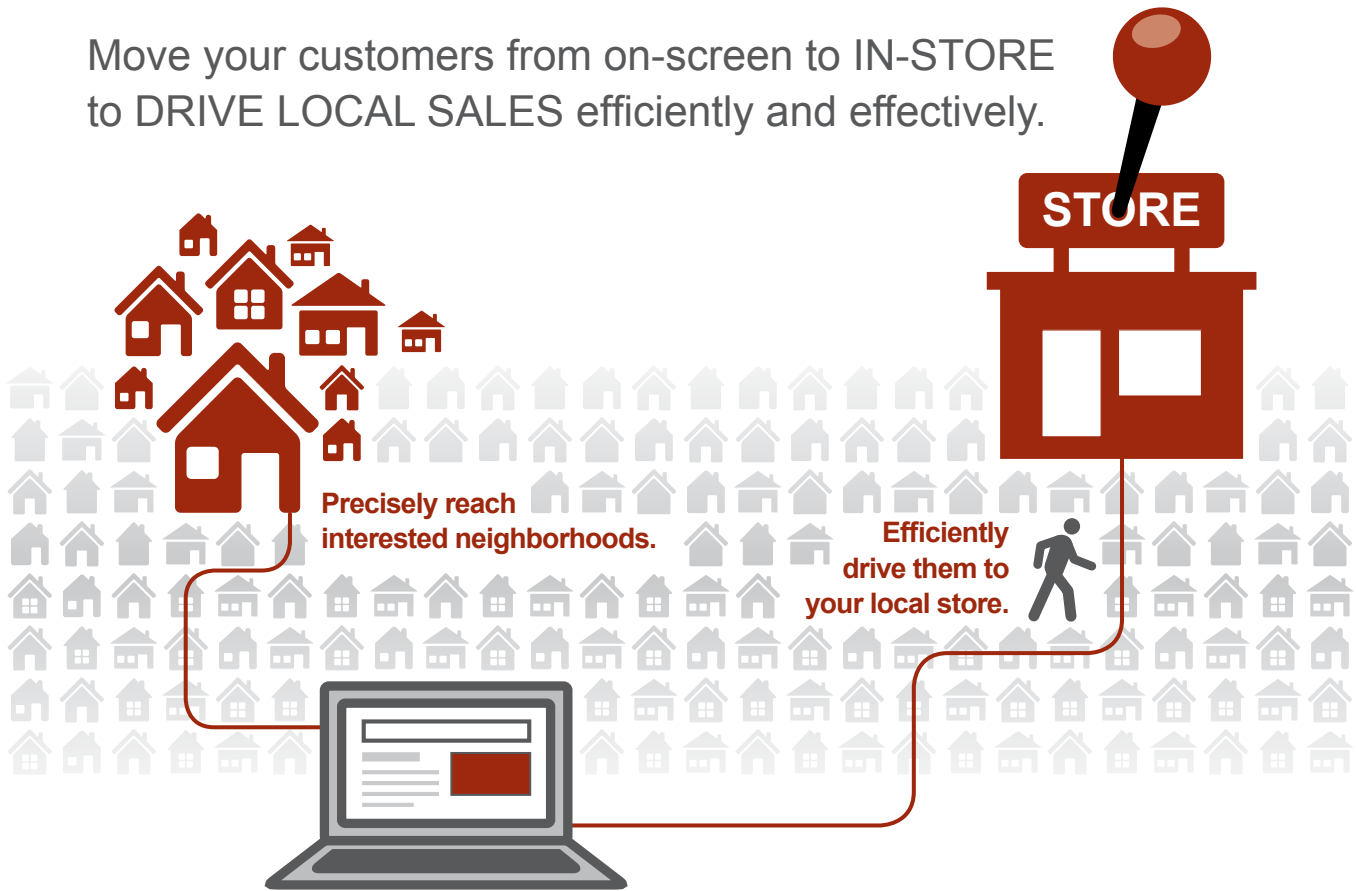 Move your customers from on-screen to IN-STORE
to DRIVE LOCAL SALES efficiently and effectively.
STORE
Precisely reach
interested neighborhoods.
Efficiently
drive them to
your local store.